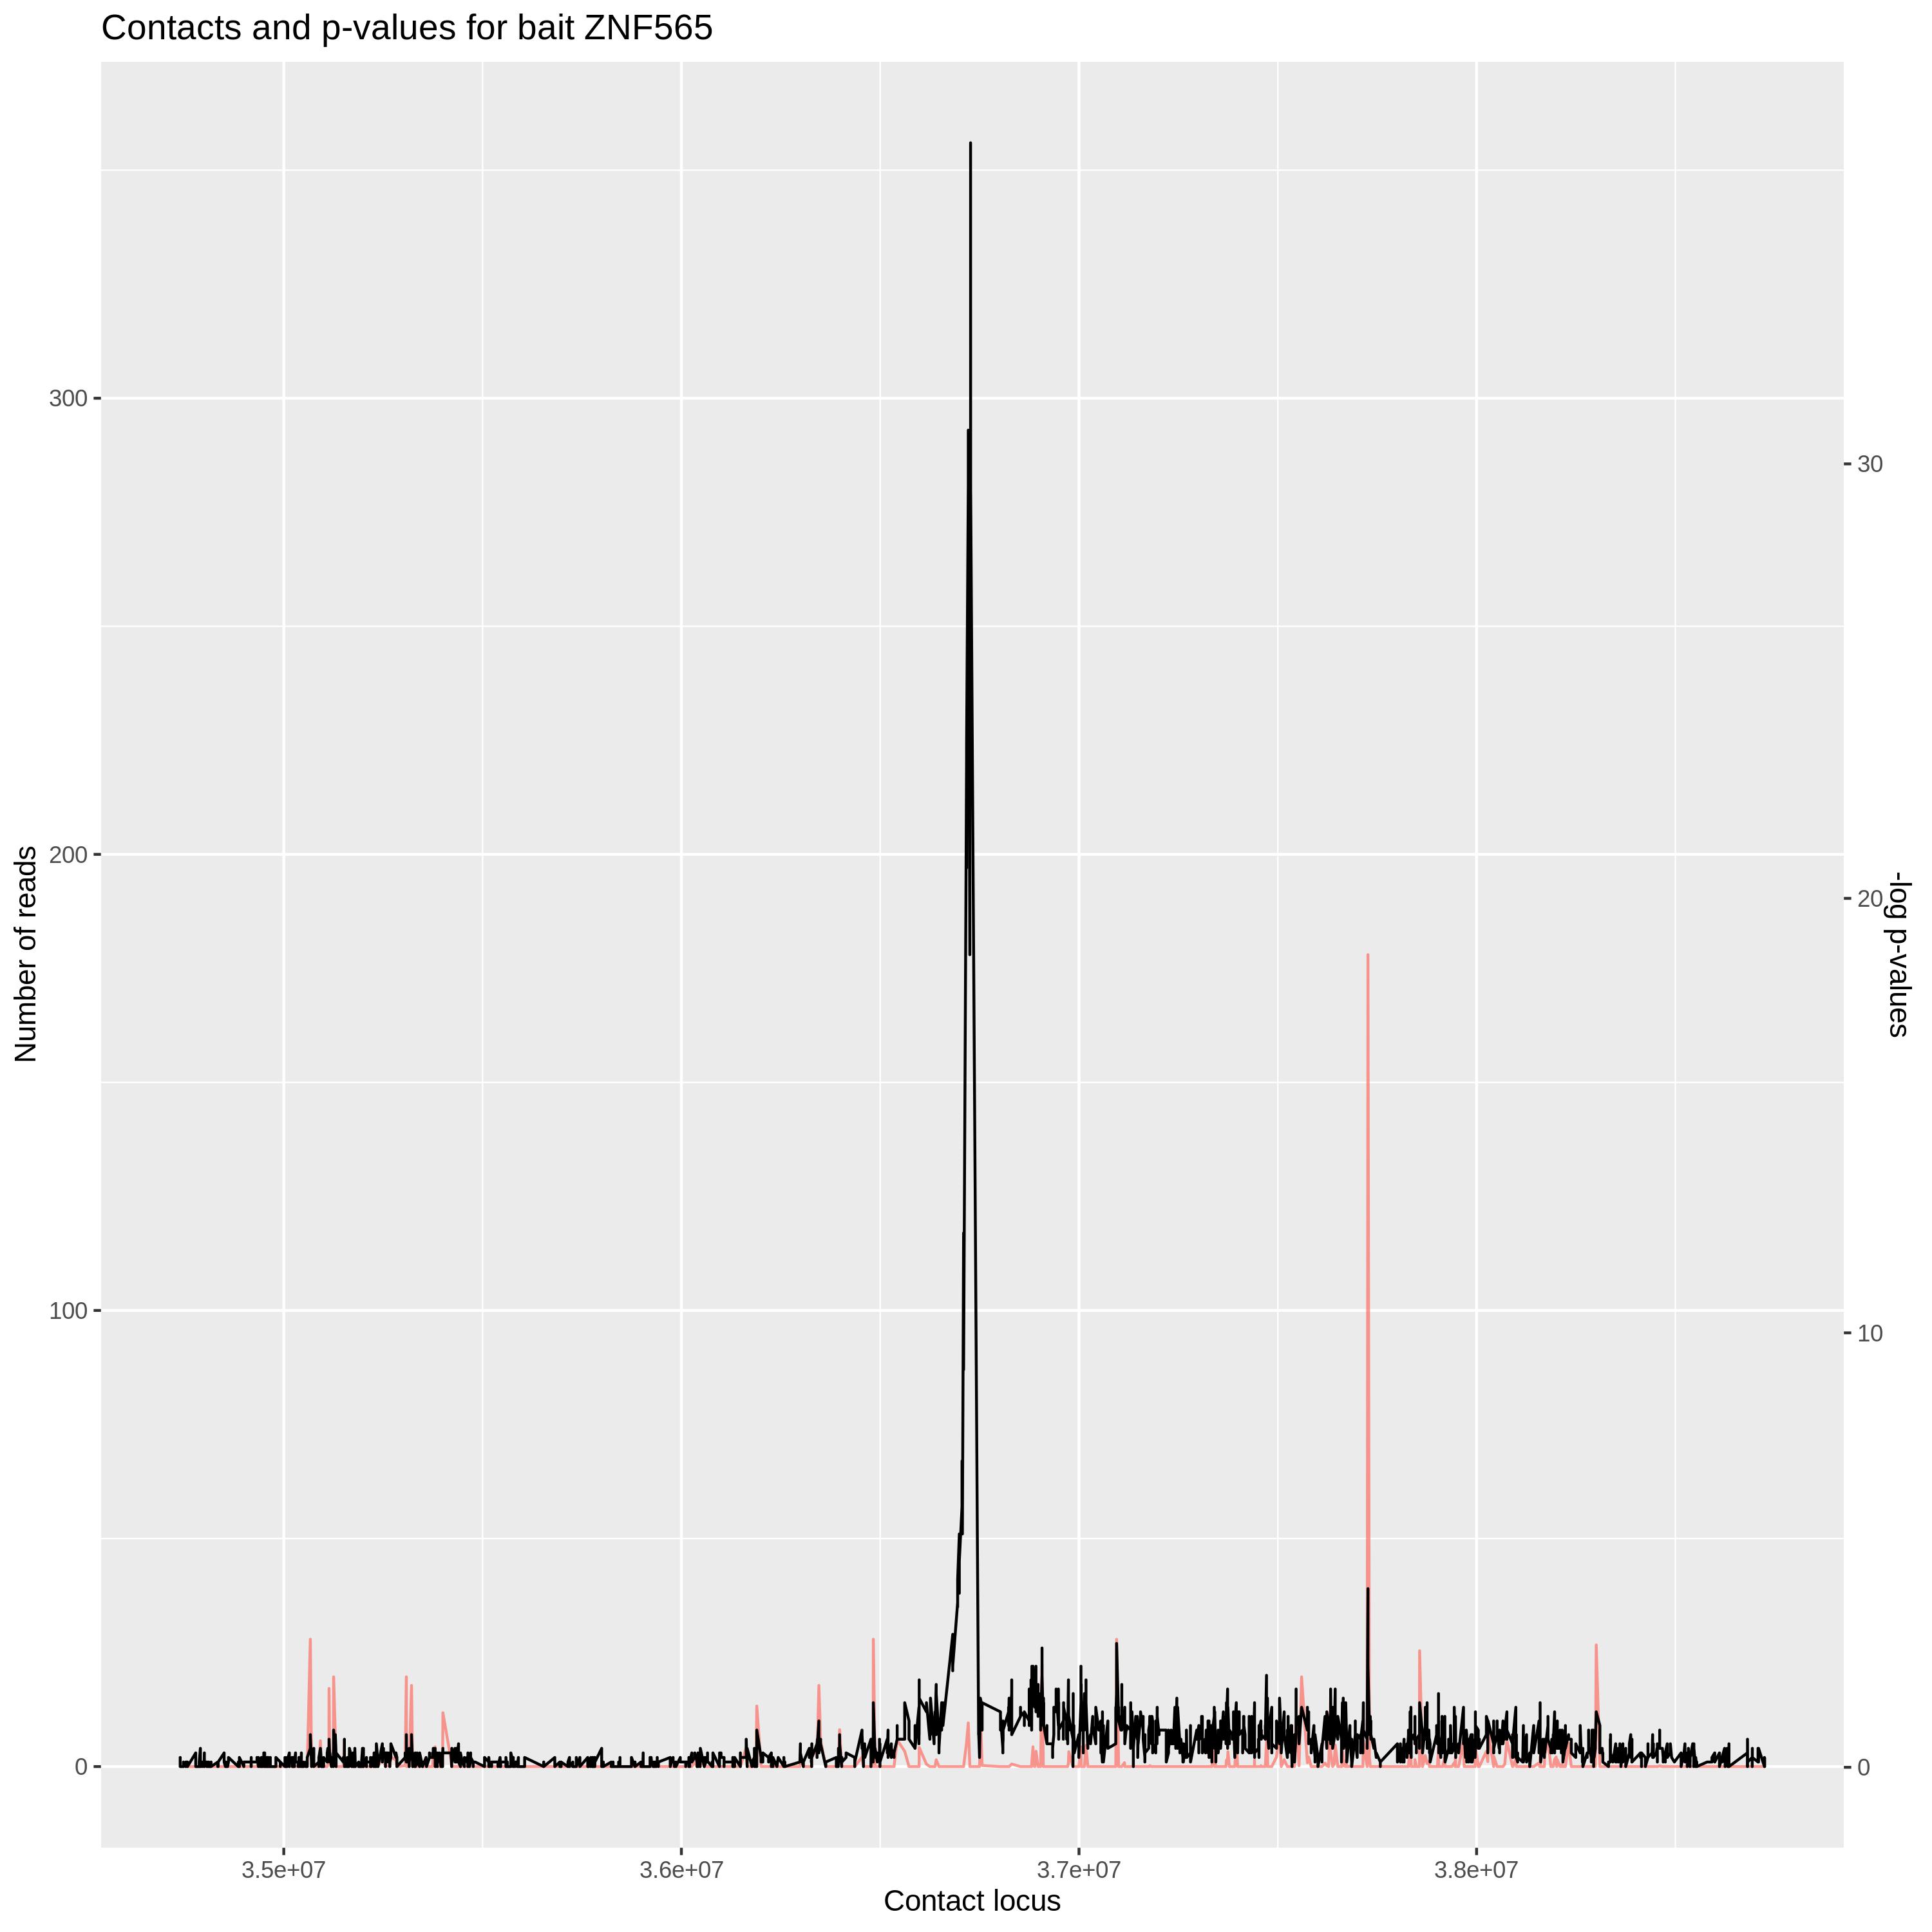 Contacts and p-values for bait ZNF565
Number of reads
300
200
100
0
-log p-values
30
20
10
0
3.5e+07
3.6e+07
3.7e+07
3.8e+07
Contact locus